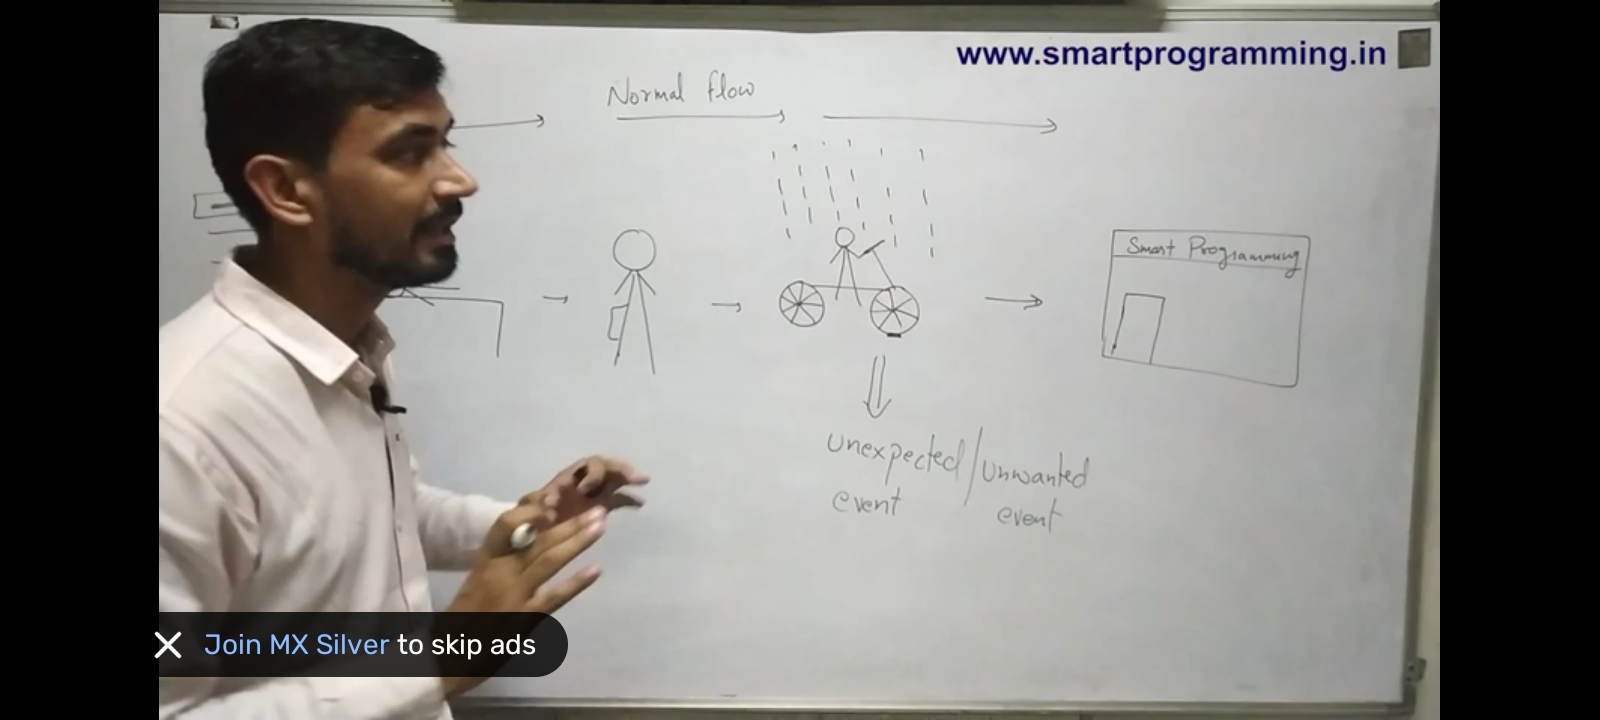 www.smartprogramming.in
Normal flow
Smart Programming
unexpected/unwanted
event event
Join MX Silver to skip ads